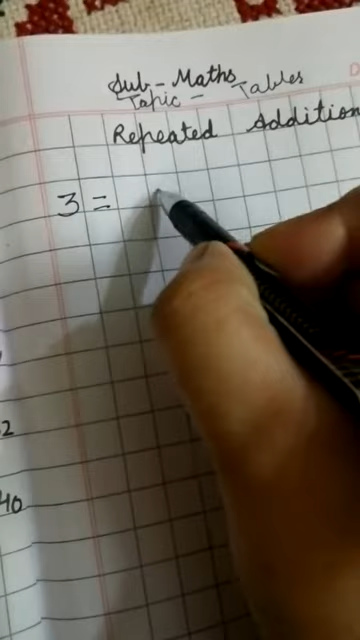 Sub - Maths
Topic - Tables
Repeated Addition
3 =
2
40